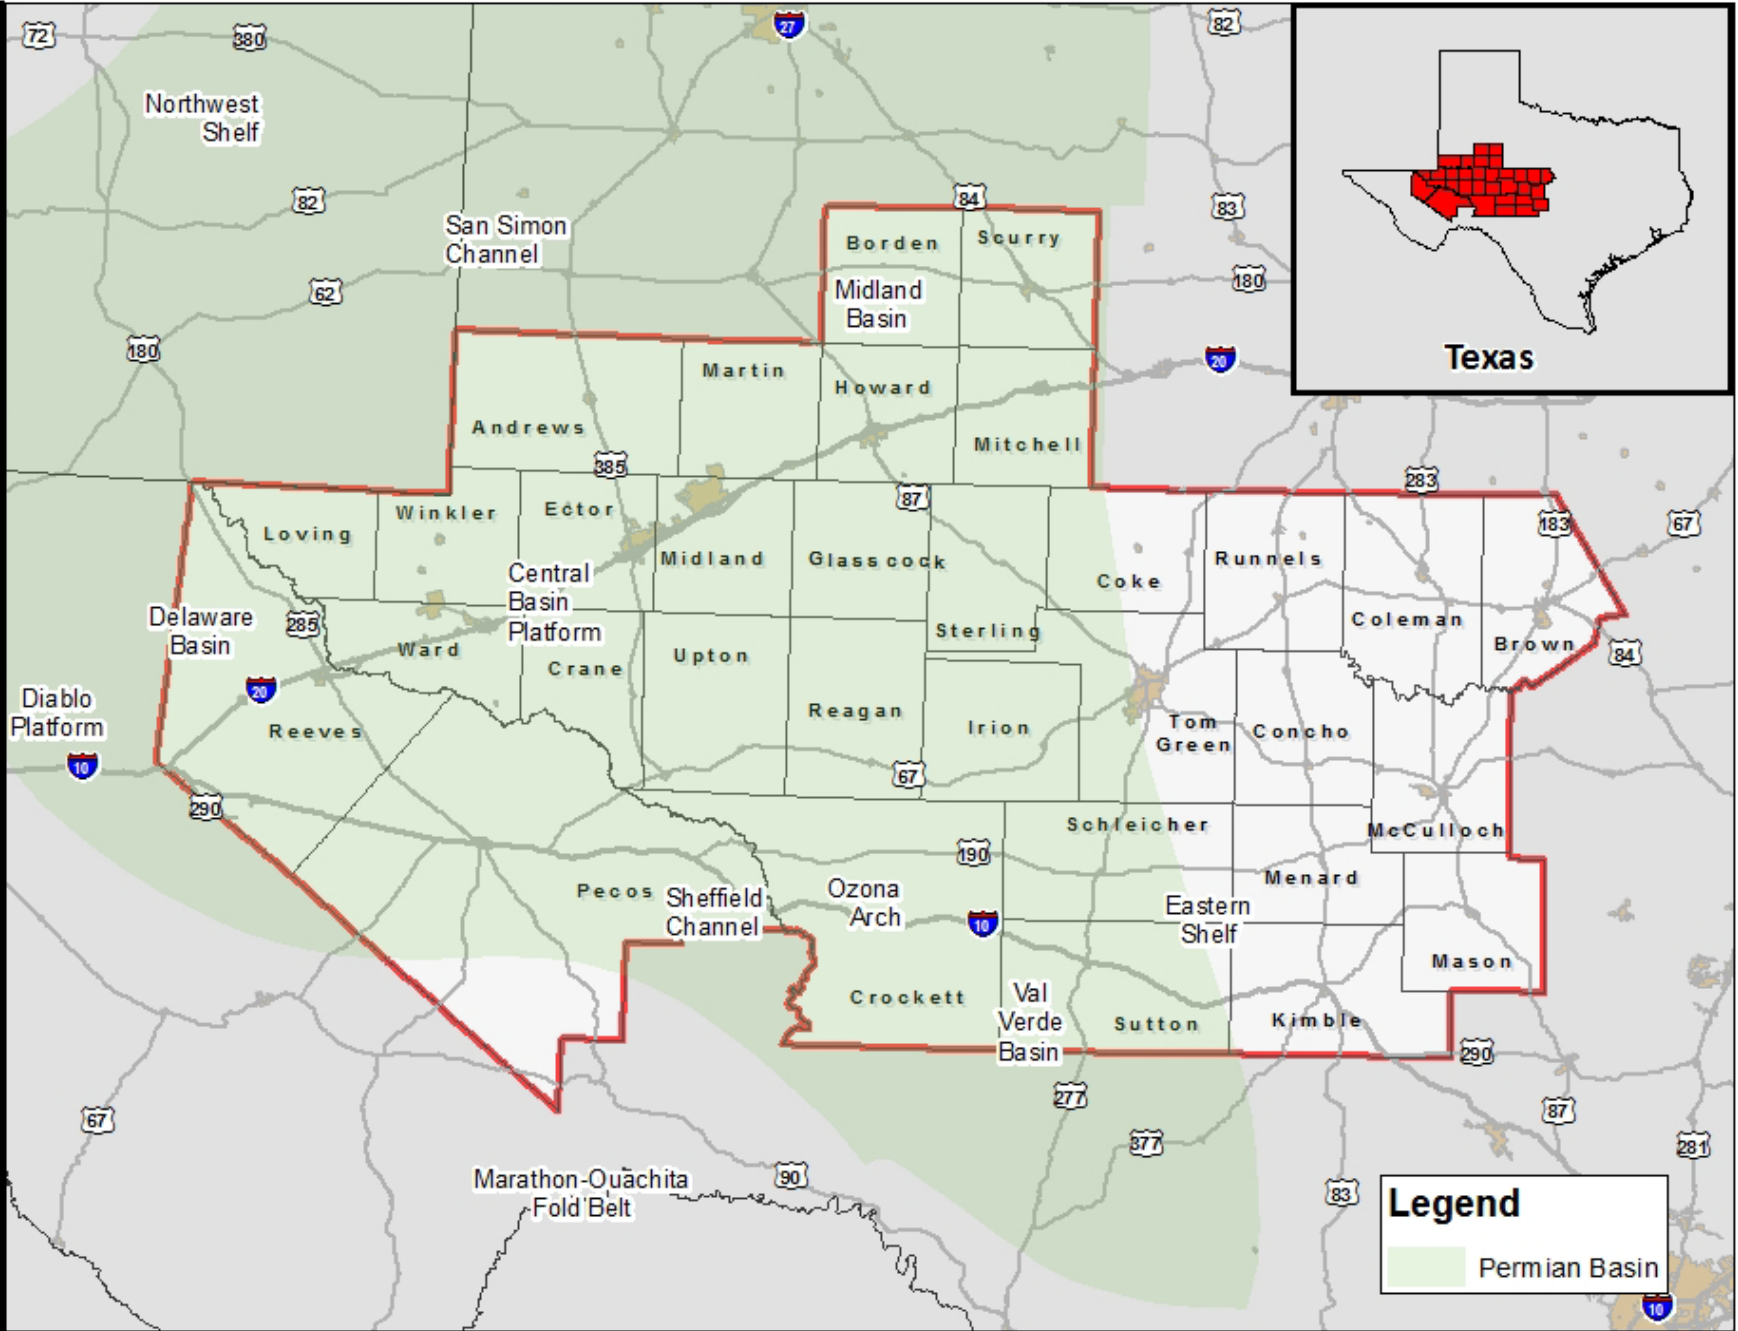 72
380
27
82
Northwest
Shelf
82
84
83
San Simon
Channel
Borden
Scurry
62
Midland
Basin
180
180
20
Texas
Martin
Howard
Andrews
Mitchell
385
283
87
183
67
Loving
Winkler
Ector
Midland
Glasscock
Coke
Runnels
Central
Basin
Platform
Delaware
Basin
285
Ward
Crane
Upton
Sterling
Coleman
Brown
84
20
Diablo
Platform
10
Reeves
Reagan
Irion
Tom
Green
Concho
67
290
Schleicher
McCulloch
190
Pecos
Sheffield
Channel
Ozona
Arch
10
Menard
Eastern
Shelf
Mason
Crockett
Val
Verde
Basin
Sutton
Kimble
290
67
277
87
377
281
Marathon-Ouachita
Fold Belt
90
83
Legend
Permian Basin
10